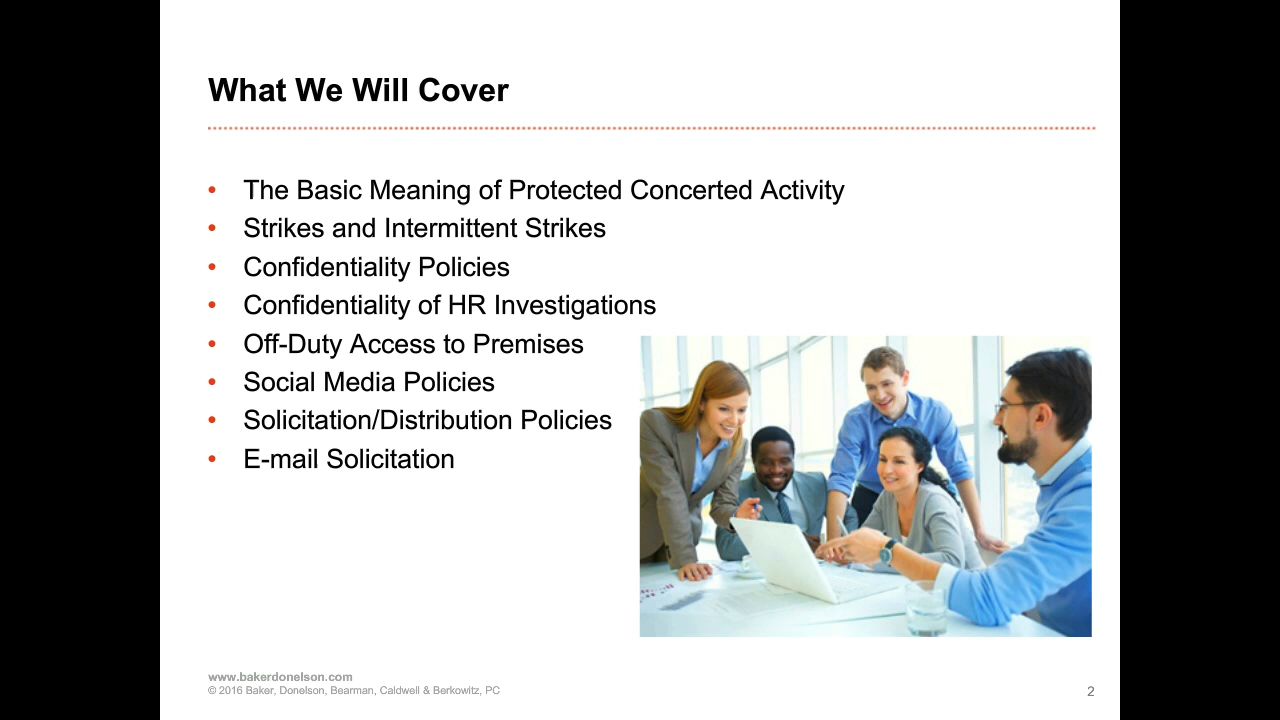 What We Will Cover
• The Basic Meaning of Protected Concerted Activity
• Strikes and Intermittent Strikes
• Confidentiality Policies
• Confidentiality of HR Investigations
• Off-Duty Access to Premises
• Social Media Policies
• Solicitation/Distribution Policies
• E-mail Solicitation
www.bakerdonelson.com
© 2016 Baker, Donelson, Bearman, Caldwell & Berkowitz, PC
2